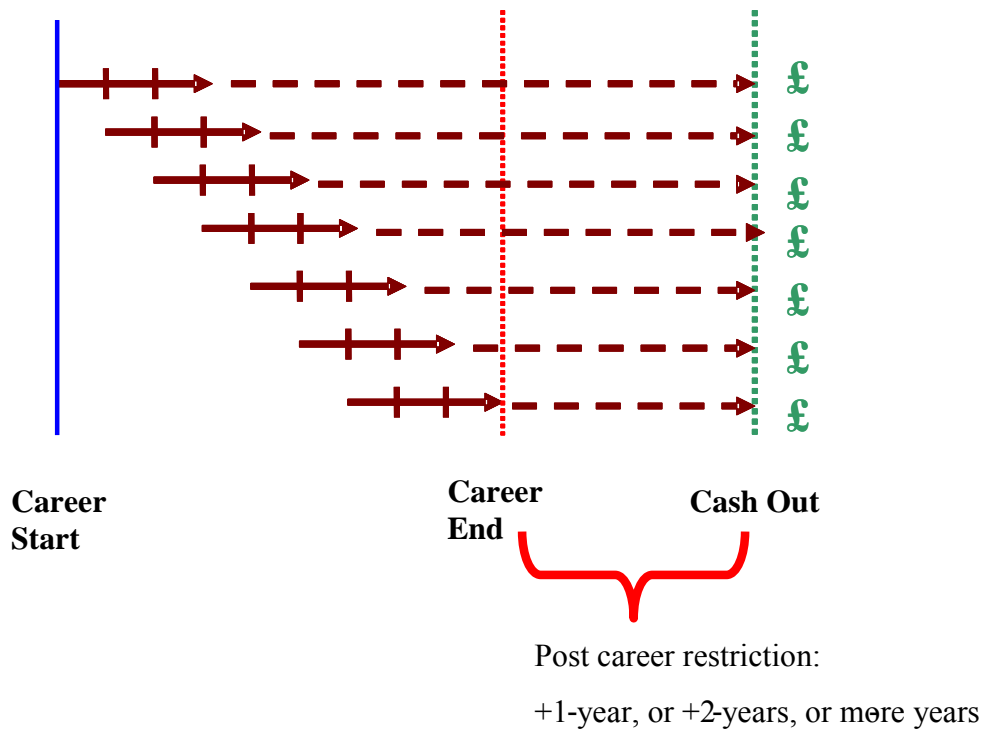 £
£
£
£
£
£
£
Career
Start
Career
End
Cash Out
Post career restriction:
+1-year, or +2-years, or more years